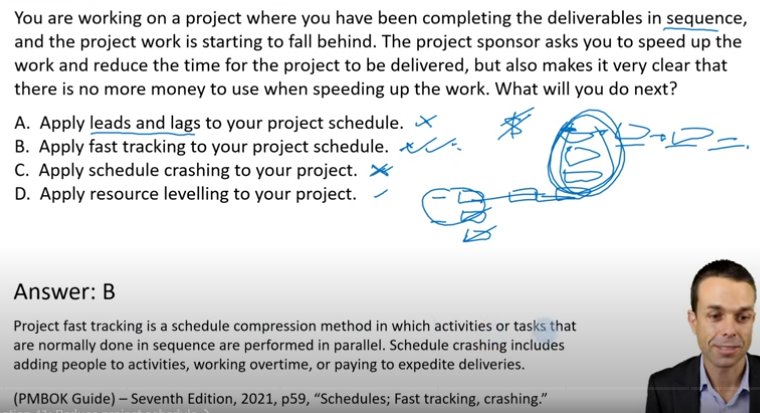 You are working on a project where you have been completing the deliverables in sequence,
and the project work is starting to fall behind. The project sponsor asks you to speed up the
work and reduce the time for the project to be delivered, but also makes it very clear that
there is no more money to use when speeding up the work. What will you do next?
A. Apply leads and lags to your project schedule.
B. Apply fast tracking to your project schedule.
C. Apply schedule crashing to your project.
D. Apply resource levelling to your project.
$
Answer: B
Project fast tracking is a schedule compression method in which activities or tasks that
are normally done in sequence are performed in parallel. Schedule crashing includes
adding people to activities, working overtime, or paying to expedite deliveries.
(PMBOK Guide) – Seventh Edition, 2021, p59, “Schedules; Fast tracking, crashing.”